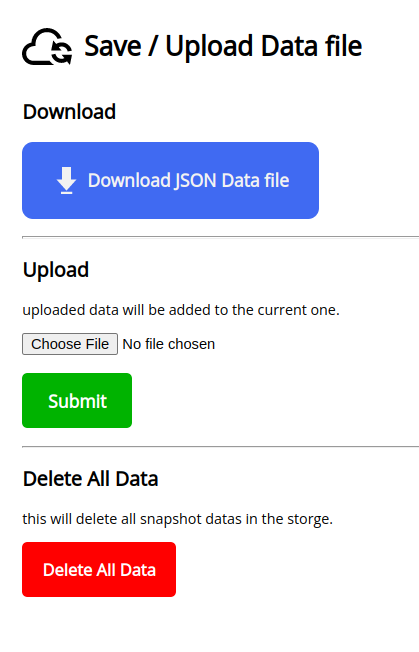 Save / Upload Data file
Download
Download JSON Data file
Upload
uploaded data will be added to the current one.
Choose File No file chosen
Submit
Delete All Data
this will delete all snapshot datas in the storge.
Delete All Data